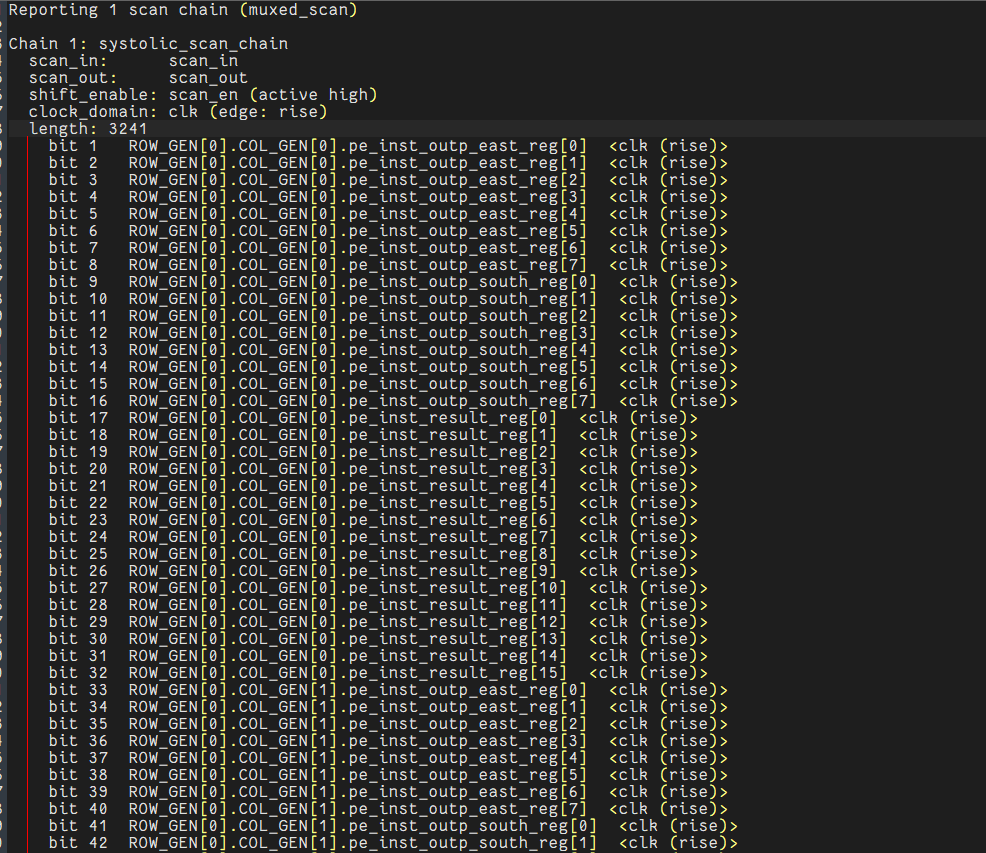 Reporting 1 scan chain (muxed_scan)
Chain 1: systolic_scan_chain
scan_in:      scan_in
scan_out:     scan_out
shift_enable: scan_en (active high)
clock_domain: clk (edge: rise)
length: 3241
bit 1   ROW_GEN[0].COL_GEN[0].pe_inst_outp_east_reg[0]  <clk (rise)>
bit 2   ROW_GEN[0].COL_GEN[0].pe_inst_outp_east_reg[1]  <clk (rise)>
bit 3   ROW_GEN[0].COL_GEN[0].pe_inst_outp_east_reg[2]  <clk (rise)>
bit 4   ROW_GEN[0].COL_GEN[0].pe_inst_outp_east_reg[3]  <clk (rise)>
bit 5   ROW_GEN[0].COL_GEN[0].pe_inst_outp_east_reg[4]  <clk (rise)>
bit 6   ROW_GEN[0].COL_GEN[0].pe_inst_outp_east_reg[5]  <clk (rise)>
bit 7   ROW_GEN[0].COL_GEN[0].pe_inst_outp_east_reg[6]  <clk (rise)>
bit 8   ROW_GEN[0].COL_GEN[0].pe_inst_outp_east_reg[7]  <clk (rise)>
bit 9   ROW_GEN[0].COL_GEN[0].pe_inst_outp_south_reg[0]  <clk (rise)>
bit 10  ROW_GEN[0].COL_GEN[0].pe_inst_outp_south_reg[1]  <clk (rise)>
bit 11  ROW_GEN[0].COL_GEN[0].pe_inst_outp_south_reg[2]  <clk (rise)>
bit 12  ROW_GEN[0].COL_GEN[0].pe_inst_outp_south_reg[3]  <clk (rise)>
bit 13  ROW_GEN[0].COL_GEN[0].pe_inst_outp_south_reg[4]  <clk (rise)>
bit 14  ROW_GEN[0].COL_GEN[0].pe_inst_outp_south_reg[5]  <clk (rise)>
bit 15  ROW_GEN[0].COL_GEN[0].pe_inst_outp_south_reg[6]  <clk (rise)>
bit 16  ROW_GEN[0].COL_GEN[0].pe_inst_outp_south_reg[7]  <clk (rise)>
bit 17  ROW_GEN[0].COL_GEN[0].pe_inst_result_reg[0]  <clk (rise)>
bit 18  ROW_GEN[0].COL_GEN[0].pe_inst_result_reg[1]  <clk (rise)>
bit 19  ROW_GEN[0].COL_GEN[0].pe_inst_result_reg[2]  <clk (rise)>
bit 20  ROW_GEN[0].COL_GEN[0].pe_inst_result_reg[3]  <clk (rise)>
bit 21  ROW_GEN[0].COL_GEN[0].pe_inst_result_reg[4]  <clk (rise)>
bit 22  ROW_GEN[0].COL_GEN[0].pe_inst_result_reg[5]  <clk (rise)>
bit 23  ROW_GEN[0].COL_GEN[0].pe_inst_result_reg[6]  <clk (rise)>
bit 24  ROW_GEN[0].COL_GEN[0].pe_inst_result_reg[7]  <clk (rise)>
bit 25  ROW_GEN[0].COL_GEN[0].pe_inst_result_reg[8]  <clk (rise)>
bit 26  ROW_GEN[0].COL_GEN[0].pe_inst_result_reg[9]  <clk (rise)>
bit 27  ROW_GEN[0].COL_GEN[0].pe_inst_result_reg[10]  <clk (rise)>
bit 28  ROW_GEN[0].COL_GEN[0].pe_inst_result_reg[11]  <clk (rise)>
bit 29  ROW_GEN[0].COL_GEN[0].pe_inst_result_reg[12]  <clk (rise)>
bit 30  ROW_GEN[0].COL_GEN[0].pe_inst_result_reg[13]  <clk (rise)>
bit 31  ROW_GEN[0].COL_GEN[0].pe_inst_result_reg[14]  <clk (rise)>
bit 32  ROW_GEN[0].COL_GEN[0].pe_inst_result_reg[15]  <clk (rise)>
bit 33  ROW_GEN[0].COL_GEN[1].pe_inst_outp_east_reg[0]  <clk (rise)>
bit 34  ROW_GEN[0].COL_GEN[1].pe_inst_outp_east_reg[1]  <clk (rise)>
bit 35  ROW_GEN[0].COL_GEN[1].pe_inst_outp_east_reg[2]  <clk (rise)>
bit 36  ROW_GEN[0].COL_GEN[1].pe_inst_outp_east_reg[3]  <clk (rise)>
bit 37  ROW_GEN[0].COL_GEN[1].pe_inst_outp_east_reg[4]  <clk (rise)>
bit 38  ROW_GEN[0].COL_GEN[1].pe_inst_outp_east_reg[5]  <clk (rise)>
bit 39  ROW_GEN[0].COL_GEN[1].pe_inst_outp_east_reg[6]  <clk (rise)>
bit 40  ROW_GEN[0].COL_GEN[1].pe_inst_outp_east_reg[7]  <clk (rise)>
bit 41  ROW_GEN[0].COL_GEN[1].pe_inst_outp_south_reg[0]  <clk (rise)>
bit 42  ROW_GEN[0].COL_GEN[1].pe_inst_outp_south_reg[1]  <clk (rise)>